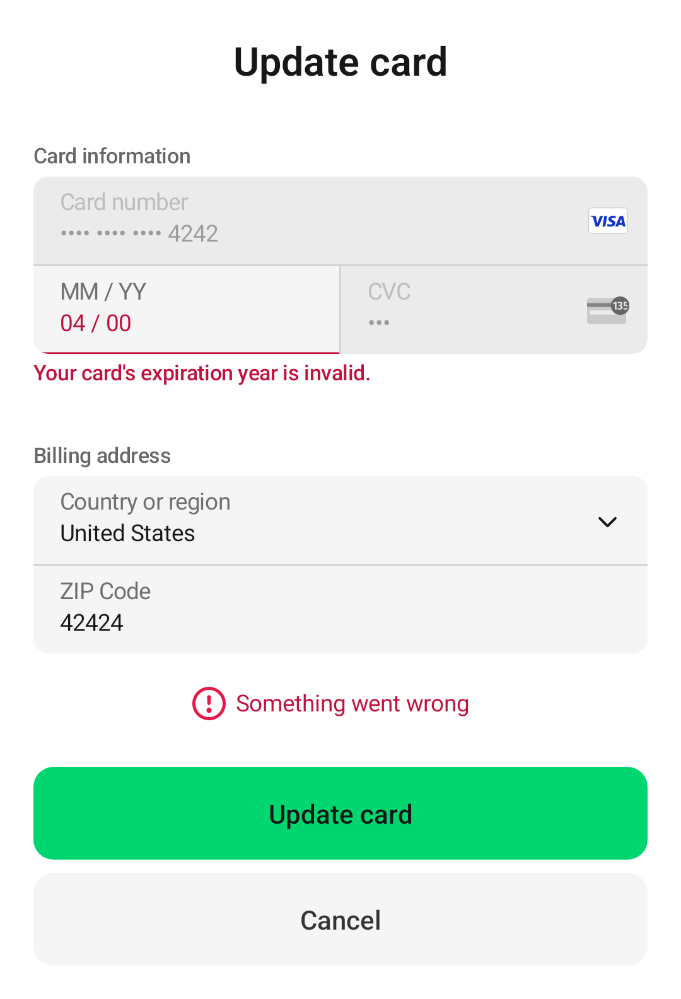 Update card
Card information
Card number
•••• •••• •••• 4242
VISA
MM / YY
04 / 00
CVC
•••
135
Your card's expiration year is invalid.
Billing address
Country or region
United States
ZIP Code
42424
Something went wrong
Update card
Cancel